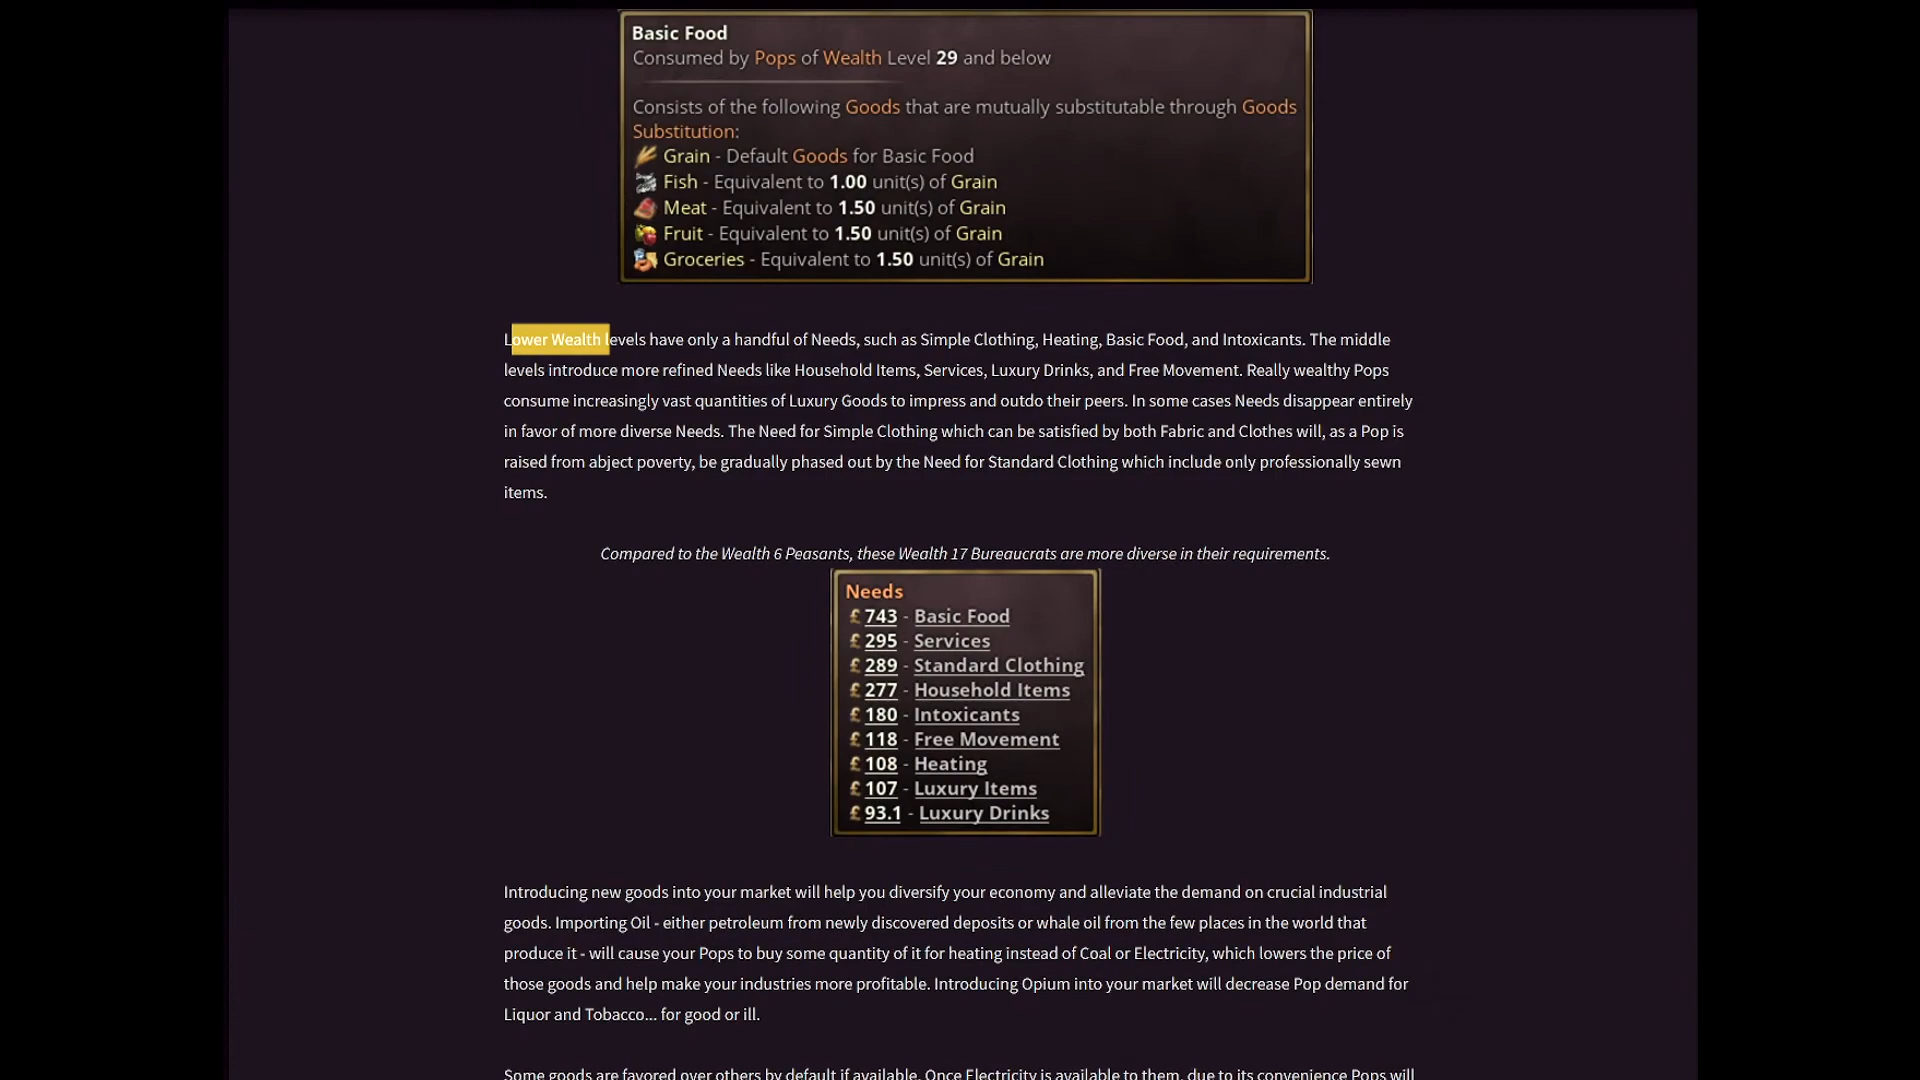 Basic Food
Consumed by Pops of Wealth Level 29 and below
Consists of the following Goods that are mutually substitutable through Goods
Substitution:
Grain - Default Goods for Basic Food
Fish - Equivalent to 1.00 unit(s) of Grain
Meat - Equivalent to 1.50 unit(s) of Grain
Fruit - Equivalent to 1.50 unit(s) of Grain
Groceries - Equivalent to 1.50 unit(s) of Grain
Lower Wealth levels have only a handful of Needs, such as Simple Clothing, Heating, Basic Food, and Intoxicants. The middle
levels introduce more refined Needs like Household Items, Services, Luxury Drinks, and Free Movement. Really wealthy Pops
consume increasingly vast quantities of Luxury Goods to impress and outdo their peers. In some cases Needs disappear entirely
in favor of more diverse Needs. The Need for Simple Clothing which can be satisfied by both Fabric and Clothes will, as a Pop is
raised from abject poverty, be gradually phased out by the Need for Standard Clothing which include only professionally sewn
items.
Compared to the Wealth 6 Peasants, these Wealth 17 Bureaucrats are more diverse in their requirements.
Needs
£ 743 - Basic Food
£ 295 - Services
£ 289 - Standard Clothing
£ 277 - Household Items
£ 180 - Intoxicants
£ 118 - Free Movement
£ 108 - Heating
£ 107 - Luxury Items
£ 93.1 - Luxury Drinks
Introducing new goods into your market will help you diversify your economy and alleviate the demand on crucial industrial
goods. Importing Oil - either petroleum from newly discovered deposits or whale oil from the few places in the world that
produce it - will cause your Pops to buy some quantity of it for heating instead of Coal or Electricity, which lowers the price of
those goods and help make your industries more profitable. Introducing Opium into your market will decrease Pop demand for
Liquor and Tobacco... for good or ill.
Some goods are favored over others by default if available. Once Electricity is available to them, due to its convenience Pops will